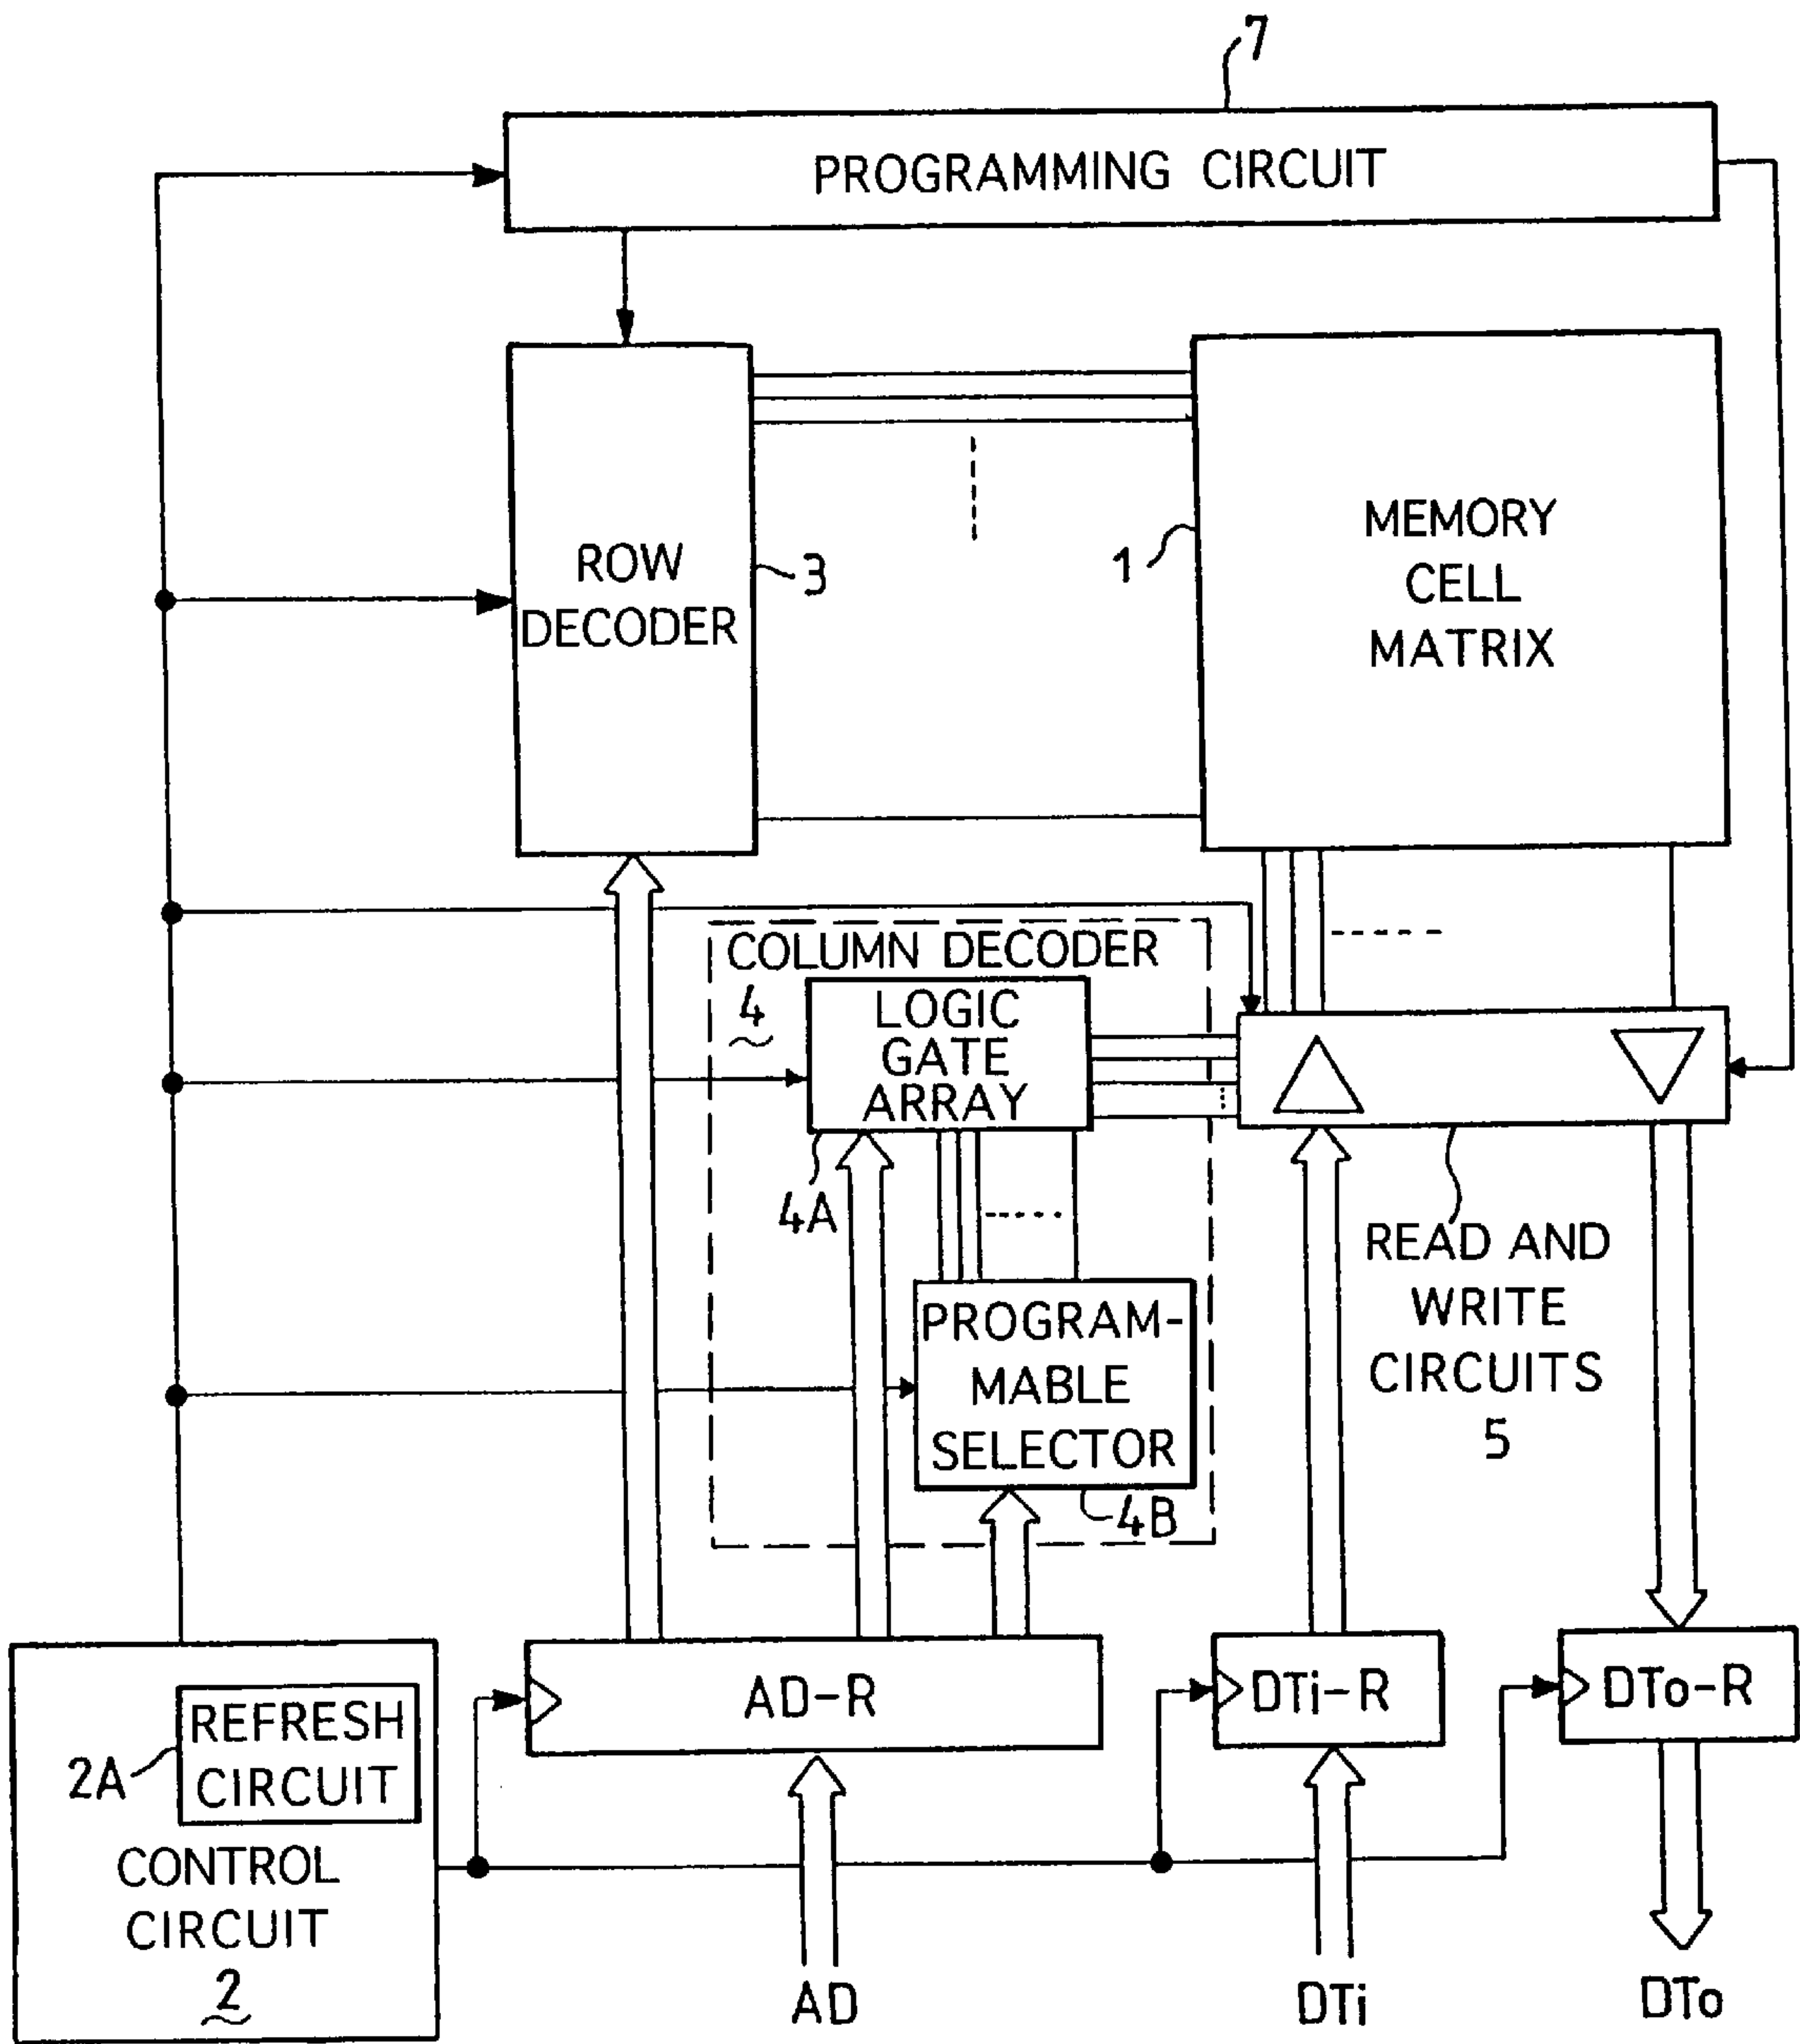 7
PROGRAMMING CIRCUIT
ROW
DECODER
3
1
MEMORY
CELL
MATRIX
COLUMN DECODER
4
LOGIC
GATE
ARRAY
4A
PROGRAM-
MABLE
SELECTOR
4B
READ AND
WRITE
CIRCUITS
5
REFRESH
CIRCUIT
2A
CONTROL
CIRCUIT
2
AD-R
DTi-R
DTo-R
AD
DTi
DTo